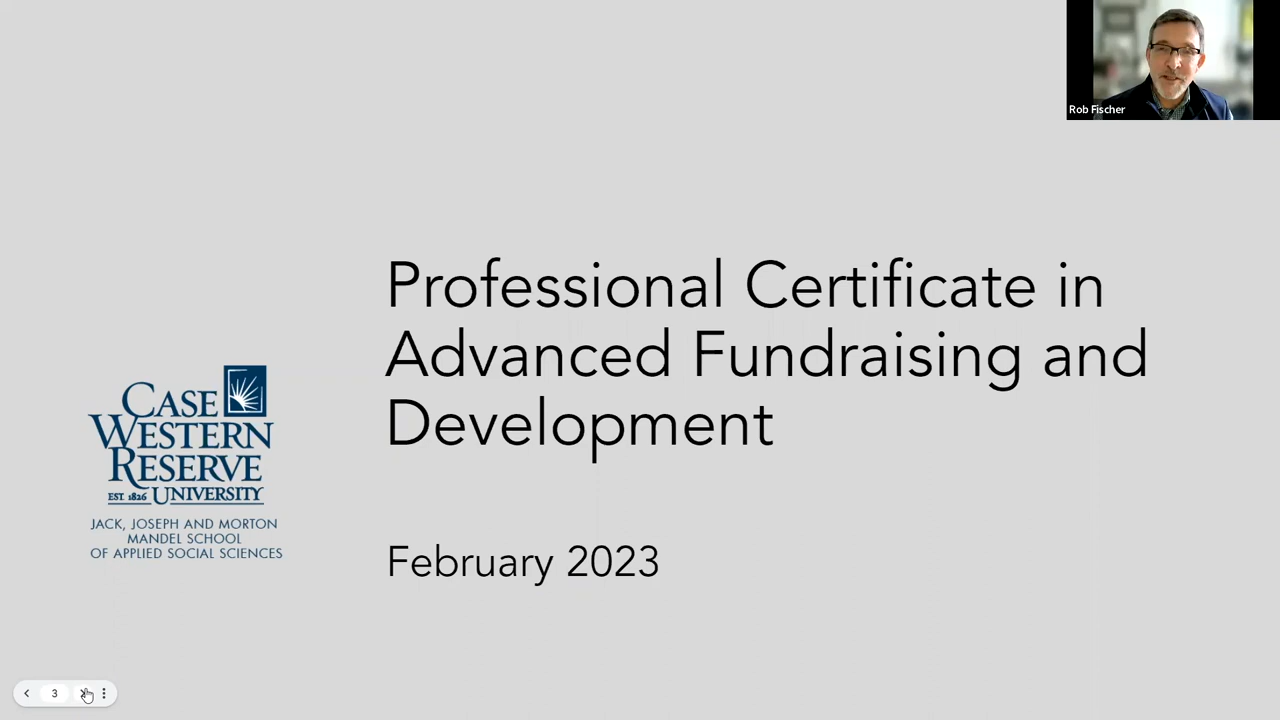 Rob Fischer
Professional Certificate in
Advanced Fundraising and
Development
CASE
WESTERN
RESERVE
EST. 1826 UNIVERSITY
JACK, JOSEPH AND MORTON
MANDEL SCHOOL
OF APPLIED SOCIAL SCIENCES
February 2023
3